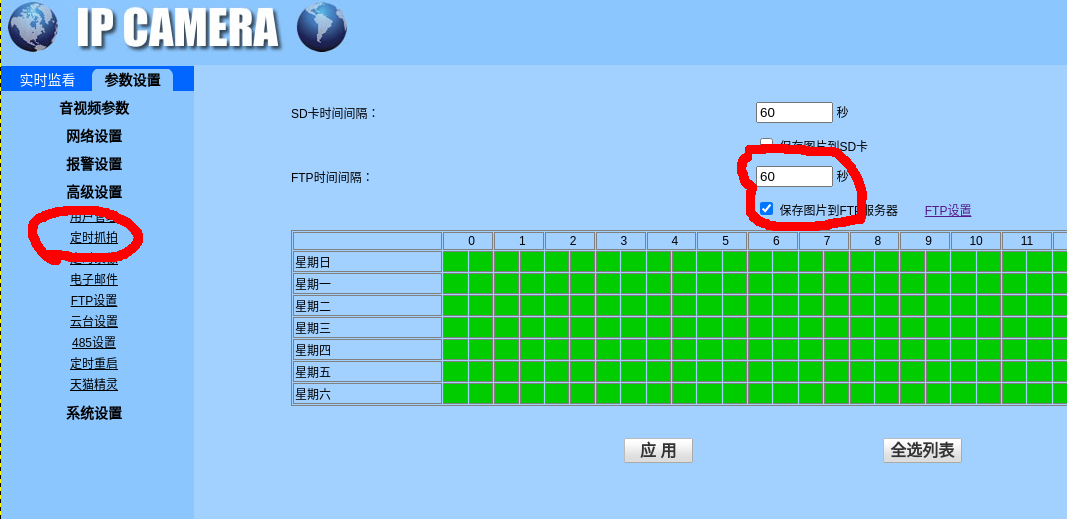 IP CAMERA
实时监看 参数设置
音视频参数
网络设置
报警设置
高级设置
定时抓拍
电子邮件
FTP设置
云台设置
485设置
定时重启
天猫精灵
系统设置
SD卡时间间隔： 60 秒
保存图片到SD卡
FTP时间间隔： 60 秒
保存图片到FTP服务器 FTP设置
0 1 2 3 4 5 6 7 8 9 10 11
星期日
星期一
星期二
星期三
星期四
星期五
星期六
应 用 全选列表